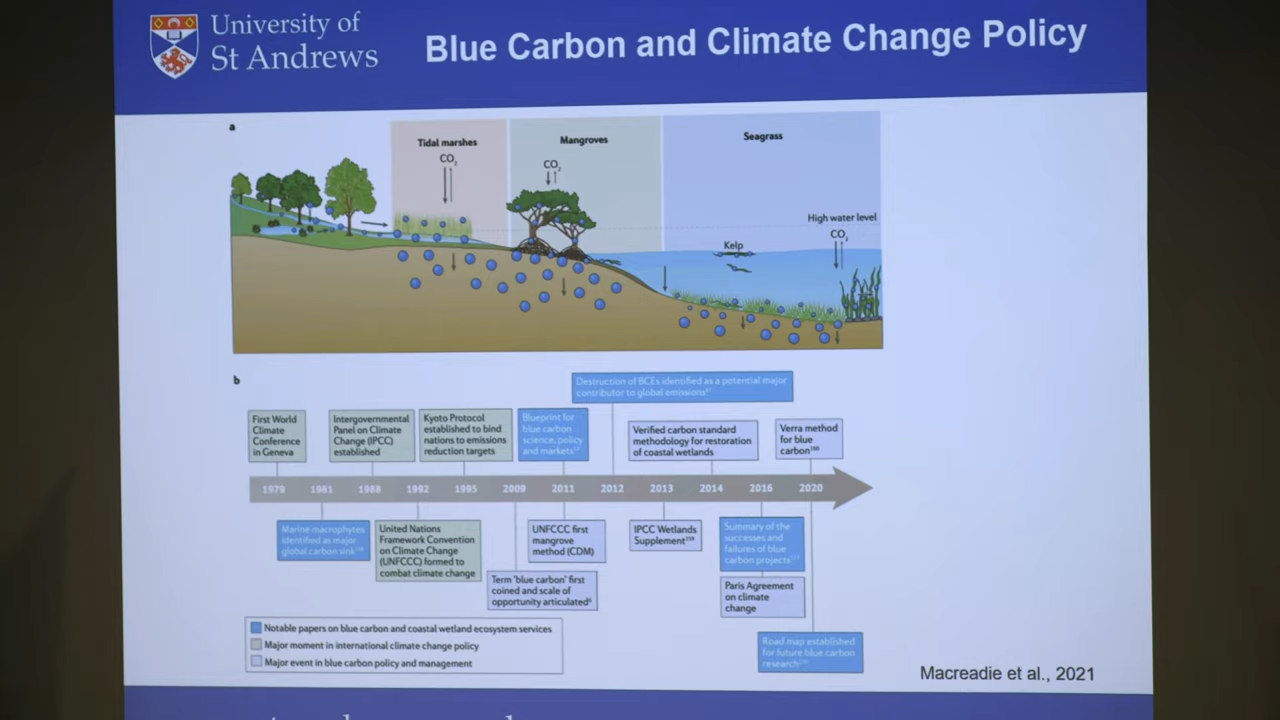 University of
St Andrews
Blue Carbon and Climate Change Policy
a
Tidal marshes
CO2
Mangroves
CO2
Seagrass
High water level
CO2
Kelp
b
Destruction of BCEs identified as a potential major
contributor to global emissions
First World
Climate
Conference
in Geneva
Intergovernmental
Panel on Climate
Change (IPCC)
established
Kyoto Protocol
established to bind
nations to emissions
reduction targets
Blueprint for
blue carbon
science, policy
and markets
Verified carbon standard
methodology for restoration
of coastal wetlands
Verra method
for blue
carbon
1979 1981 1988 1992 1995 2009 2011 2012 2013 2014 2016 2020
Marine macrophytes
identified as major
global carbon sink
United Nations
Framework Convention
on Climate Change
(UNFCCC) formed to
combat climate change
Term 'blue carbon' first
coined and scale of
opportunity articulated
UNFCCC first
mangrove
method (CDM)
IPCC Wetlands
Supplement
Summary of the
successes and
failures of blue
carbon projects
Paris Agreement
on climate
change
Road map established
for future blue carbon
research
Notable papers on blue carbon and coastal wetland ecosystem services
Major moment in international climate change policy
Major event in blue carbon policy and management
Macreadie et al., 2021